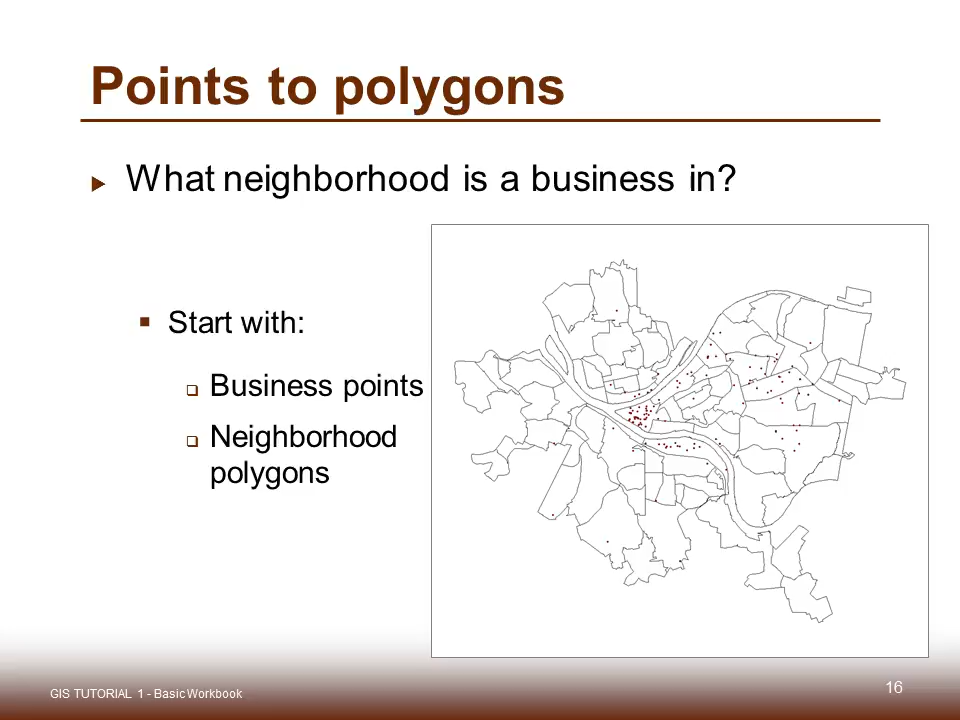 Points to polygons
What neighborhood is a business in?
Start with:
Business points
Neighborhood
polygons
GIS TUTORIAL 1 - Basic Workbook
16